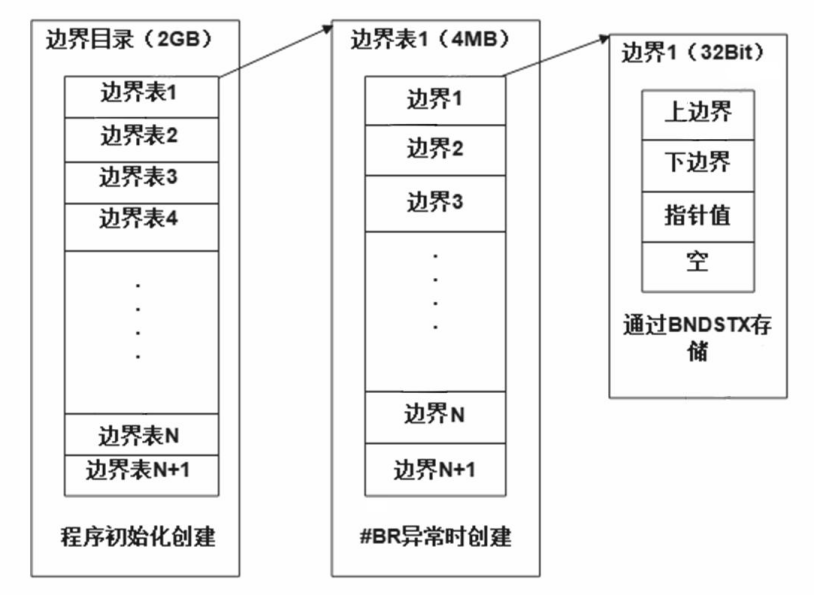 边界目录（2GB）
边界表1
边界表2
边界表3
边界表4
边界表N
边界表N+1
程序初始化创建
边界表1（4MB）
边界1
边界2
边界3
边界N
边界N+1
#BR异常时创建
边界1（32Bit）
上边界
下边界
指针值
空
通过BNDSTX存
储